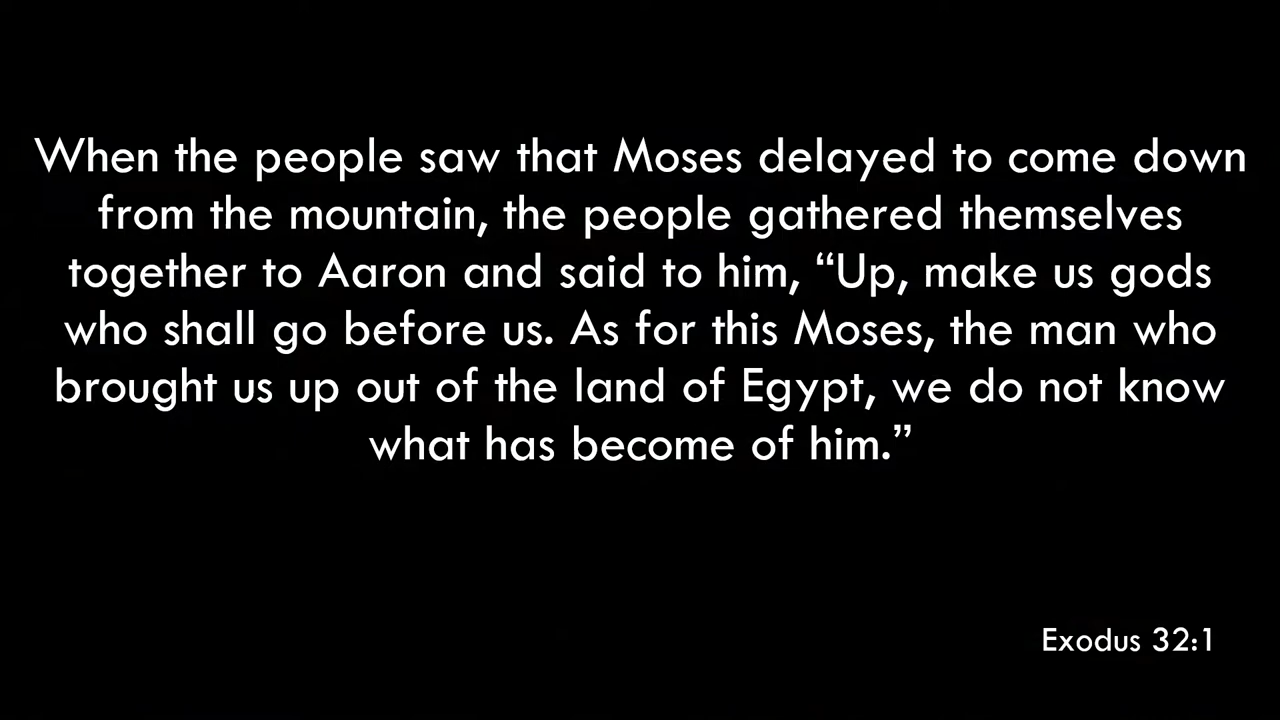 When the people saw that Moses delayed to come down
from the mountain, the people gathered themselves
together to Aaron and said to him, “Up, make us gods
who shall go before us. As for this Moses, the man who
brought us up out of the land of Egypt, we do not know
what has become of him.”
Exodus 32:1